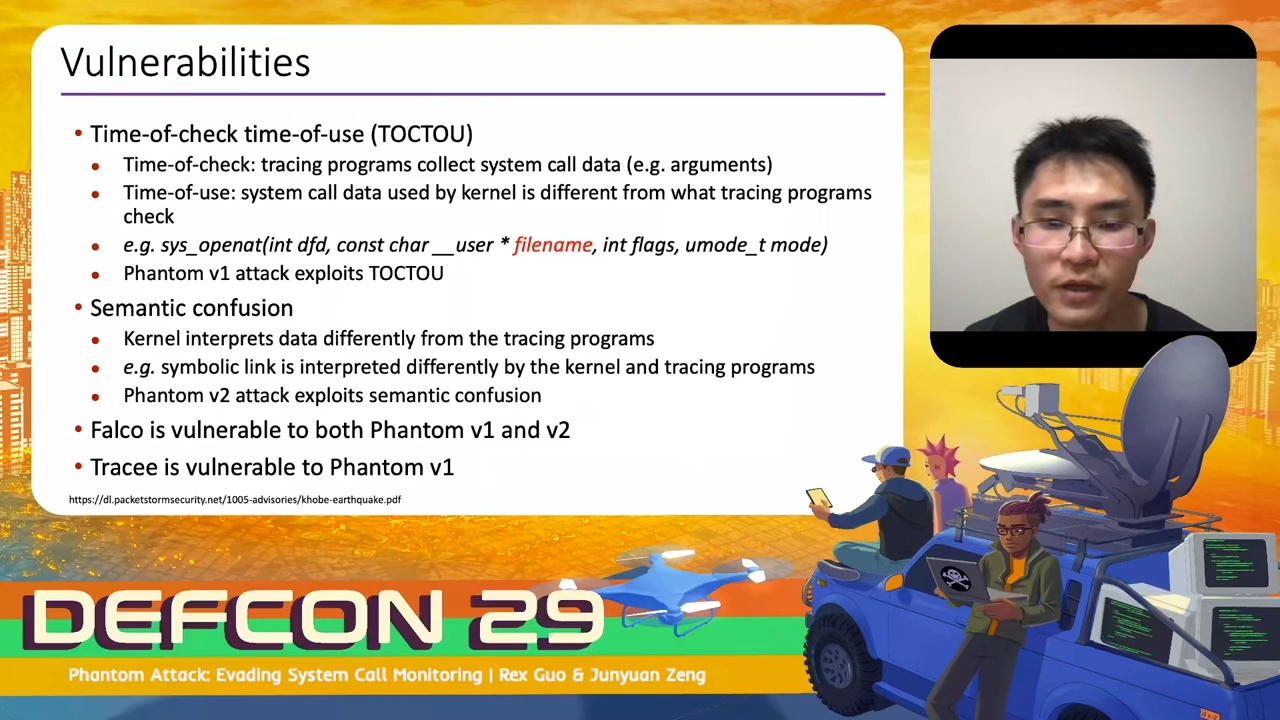 Vulnerabilities
• Time-of-check time-of-use (TOCTOU)
• Time-of-check: tracing programs collect system call data (e.g. arguments)
• Time-of-use: system call data used by kernel is different from what tracing programs
check
• e.g. sys_openat(int dfd, const char __user * filename, int flags, umode_t mode)
• Phantom v1 attack exploits TOCTOU
• Semantic confusion
• Kernel interprets data differently from the tracing programs
• e.g. symbolic link is interpreted differently by the kernel and tracing programs
• Phantom v2 attack exploits semantic confusion
• Falco is vulnerable to both Phantom v1 and v2
• Tracee is vulnerable to Phantom v1
https://dl.packetstormsecurity.net/1005-advisories/khobe-earthquake.pdf
DEFCON 29
Phantom Attack: Evading System Call Monitoring | Rex Guo & Junyuan Zeng